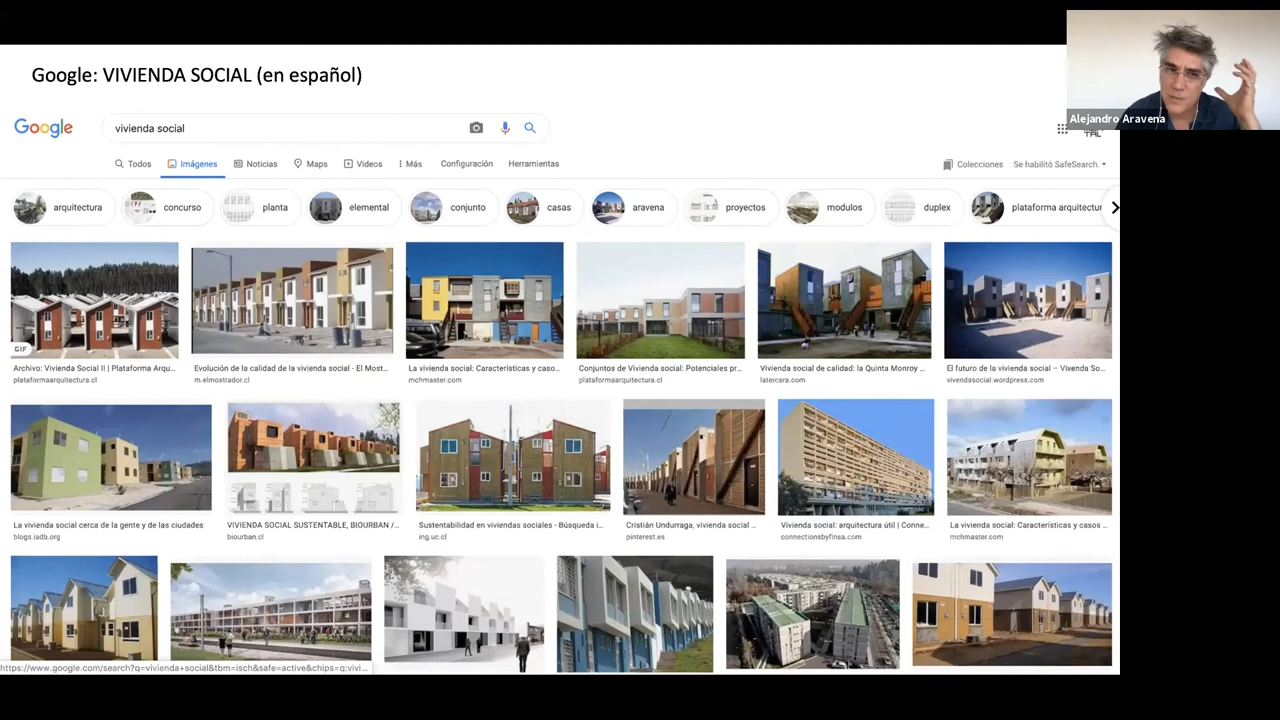 Google: VIVIENDA SOCIAL (en español)
Alejandro Aravena
Google
vivienda social
Todos
Imágenes
Noticias
Maps
Videos
Más
Configuración
Herramientas
Colecciones
Se habilitó SafeSearch.
arquitectura
concurso
planta
elemental
conjunto
casas
aravena
proyectos
modulos
duplex
plataforma arquitectur
GIF
Archivo: Vivienda Social II | Plataforma Arqu...
plataformaarquitectura.cl
Evolución de la calidad de la vivienda social - El Most...
m.elmostrador.cl
La vivienda social: Características y caso...
mchmaster.com
Conjuntos de Vivienda social: Potenciales pr...
plataformaarquitectura.cl
Vivienda social de calidad: la Quinta Monroy ...
latercera.com
El futuro de la vivienda social – Vivenda So...
vivendasocial.wordpress.com
La vivienda social cerca de la gente y de las ciudades
blogs.iadb.org
VIVIENDA SOCIAL SUSTENTABLE, BIOURBAN /...
biourban.cl
Sustentabilidad en viviendas sociales - Búsqueda i...
ing.uc.cl
Cristián Undurraga, vivienda social ...
pinterest.es
Vivienda social: arquitectura útil | Conne...
connectionsbyfinsa.com
La vivienda social: Características y casos ...
mchmaster.com
https://www.google.com/search?q=vivienda+social&tbm=isch&safe=active&chips=q:vivi...